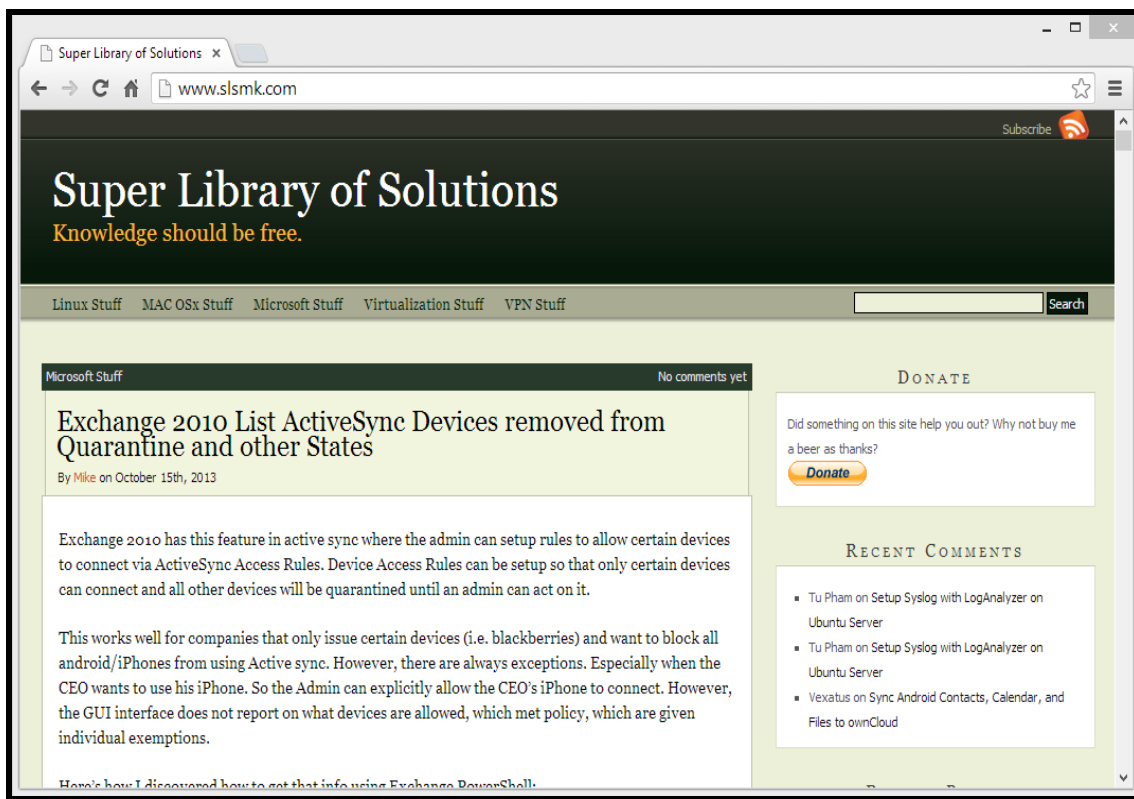 Super Library of Solutions
www.slsmk.com
Subscribe
Super Library of Solutions
Knowledge should be free.
Linux Stuff MAC OSx Stuff Microsoft Stuff Virtualization Stuff VPN Stuff
Search
Microsoft Stuff
No comments yet
Exchange 2010 List ActiveSync Devices removed from
Quarantine and other States
By Mike on October 15th, 2013
Exchange 2010 has this feature in active sync where the admin can setup rules to allow certain devices
to connect via ActiveSync Access Rules. Device Access Rules can be setup so that only certain devices
can connect and all other devices will be quarantined until an admin can act on it.
This works well for companies that only issue certain devices (i.e. blackberries) and want to block all
android/iPhones from using Active sync. However, there are always exceptions. Especially when the
CEO wants to use his iPhone. So the Admin can explicitly allow the CEO's iPhone to connect. However,
the GUI interface does not report on what devices are allowed, which met policy, which are given
individual exemptions.
Here's how I discovered how to get that info using Exchange PowerShell:
Donate
Did something on this site help you out? Why not buy me
a beer as thanks?
Donate
Recent Comments
Tu Pham on Setup Syslog with LogAnalyzer on
Ubuntu Server
Tu Pham on Setup Syslog with LogAnalyzer on
Ubuntu Server
Vexatus on Sync Android Contacts, Calendar, and
Files to ownCloud